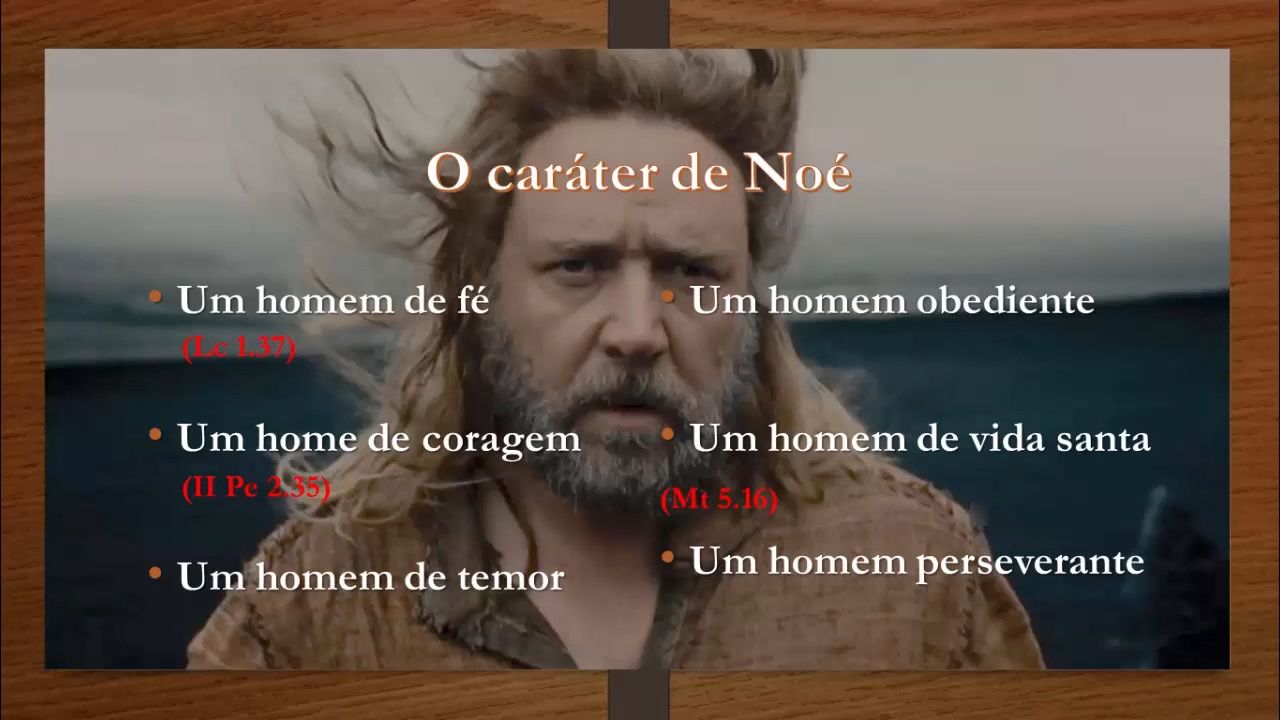 O caráter de Noé
Um homem de fé
(Lc 1.37)
Um home de coragem
(II Pe 2.35)
Um homem de temor
Um homem obediente
Um homem de vida santa
(Mt 5.16)
Um homem perseverante